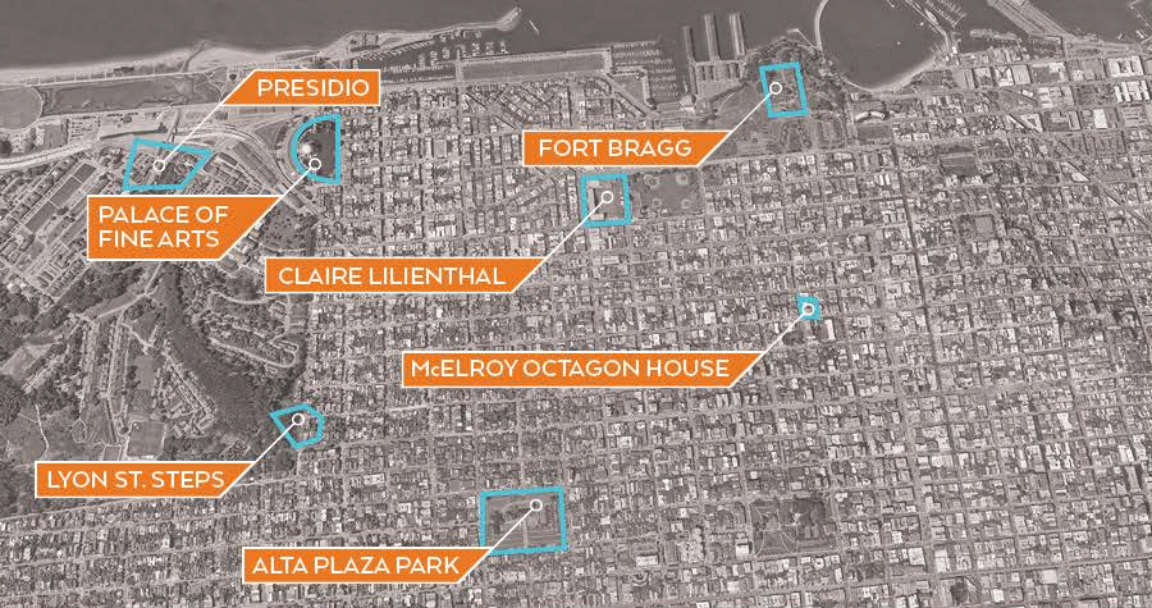 PRESIDIO
FORT BRAGG
PALACE OF
FINE ARTS
CLAIRE LILIENTHAL
McELROY OCTAGON HOUSE
LYON ST. STEPS
ALTA PLAZA PARK